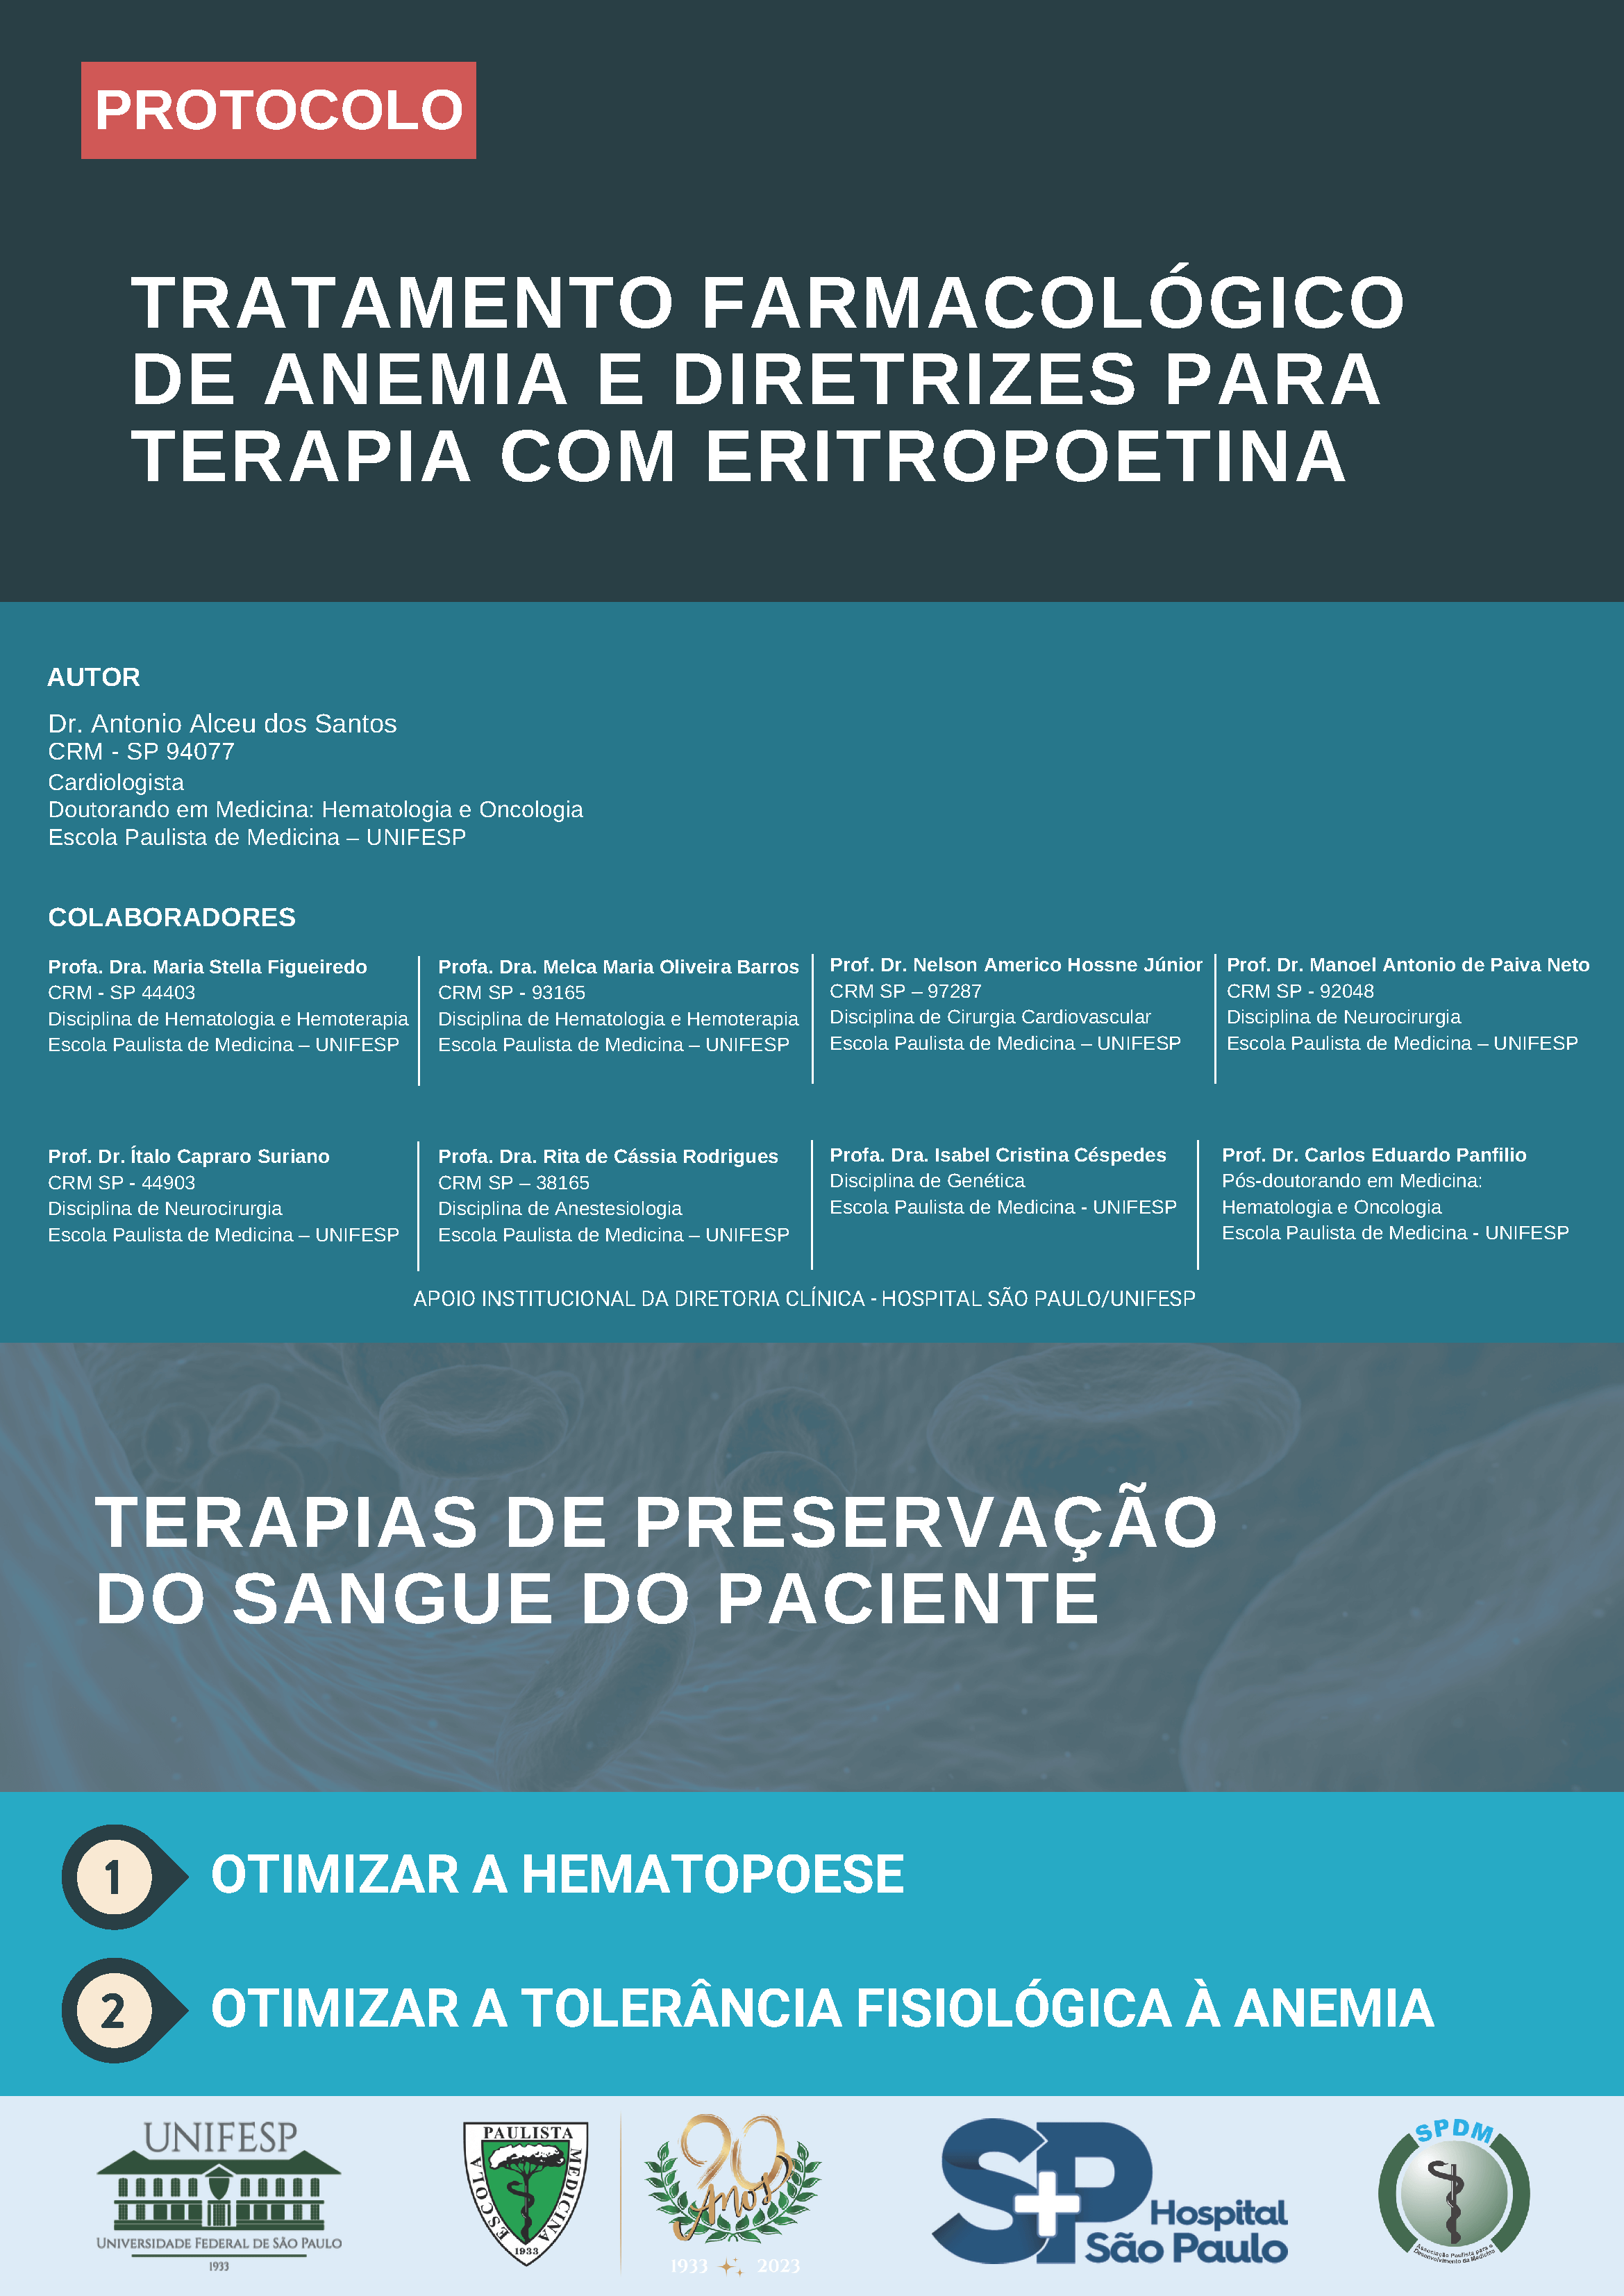 PROTOCOLO
TRATAMENTO FARMACOLÓGICO
DE ANEMIA E DIRETRIZES PARA
TERAPIA COM ERITROPOETINA
AUTOR
Dr. Antonio Alceu dos Santos
CRM - SP 94077
Cardiologista
Doutorando em Medicina: Hematologia e Oncologia
Escola Paulista de Medicina – UNIFESP
COLABORADORES
Profa. Dra. Maria Stella Figueiredo
CRM - SP 44403
Disciplina de Hematologia e Hemoterapia
Escola Paulista de Medicina – UNIFESP
Profa. Dra. Melca Maria Oliveira Barros
CRM SP - 93165
Disciplina de Hematologia e Hemoterapia
Escola Paulista de Medicina – UNIFESP
Prof. Dr. Nelson Americo Hossne Júnior
CRM SP – 97287
Disciplina de Cirurgia Cardiovascular
Escola Paulista de Medicina – UNIFESP
Prof. Dr. Manoel Antonio de Paiva Neto
CRM SP - 92048
Disciplina de Neurocirurgia
Escola Paulista de Medicina – UNIFESP
Prof. Dr. Ítalo Capraro Suriano
CRM SP - 44903
Disciplina de Neurocirurgia
Escola Paulista de Medicina – UNIFESP
Profa. Dra. Rita de Cássia Rodrigues
CRM SP – 38165
Disciplina de Anestesiologia
Escola Paulista de Medicina – UNIFESP
Profa. Dra. Isabel Cristina Céspedes
Disciplina de Genética
Escola Paulista de Medicina - UNIFESP
Prof. Dr. Carlos Eduardo Panfilio
Pós-doutorando em Medicina:
Hematologia e Oncologia
Escola Paulista de Medicina - UNIFESP
APOIO INSTITUCIONAL DA DIRETORIA CLÍNICA - HOSPITAL SÃO PAULO/UNIFESP
TERAPIAS DE PRESERVAÇÃO
DO SANGUE DO PACIENTE
1 OTIMIZAR A HEMATOPOESE
2 OTIMIZAR A TOLERÂNCIA FISIOLÓGICA À ANEMIA
UNIFESP
UNIVERSIDADE FEDERAL DE SÃO PAULO
1933
ESCOLA PAULISTA MEDICINA
1933
90
Anos
1933 2023
SP
Hospital
São Paulo
SPDM
Associação Paulista para o
Desenvolvimento da Medicina